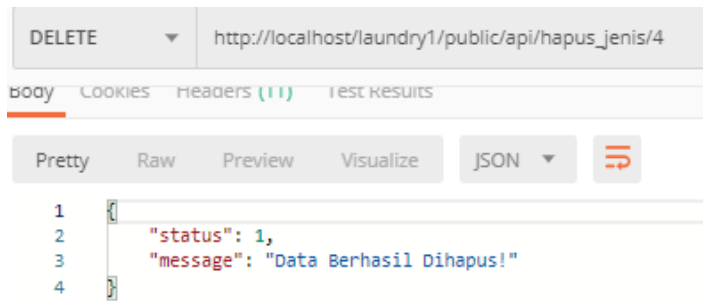 DELETE http://localhost/laundry1/public/api/hapus_jenis/4
Body Cookies Headers (11) Test Results
Pretty Raw Preview Visualize JSON
1 {
2 "status": 1,
3 "message": "Data Berhasil Dihapus!"
4 }